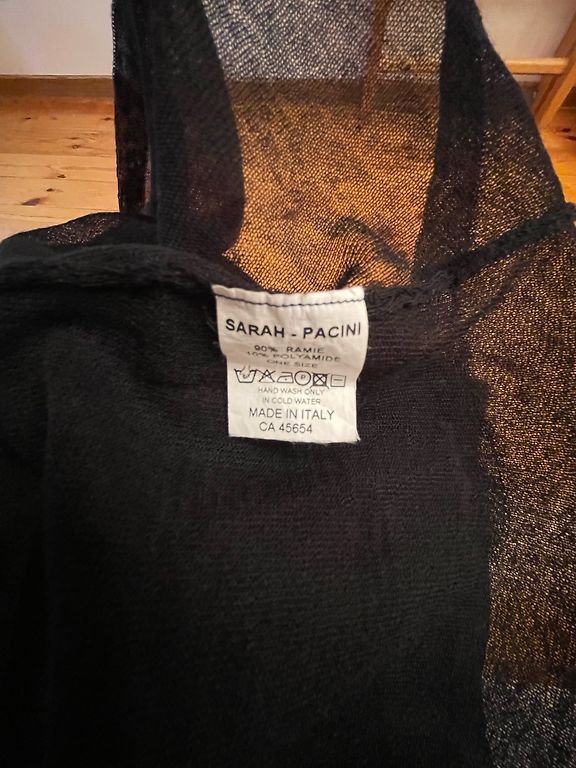 SARAH - PACINI
90% RAMIE
10% POLYAMIDE
ONE SIZE
HAND WASH ONLY
IN COLD WATER
MADE IN ITALY
CA 45654